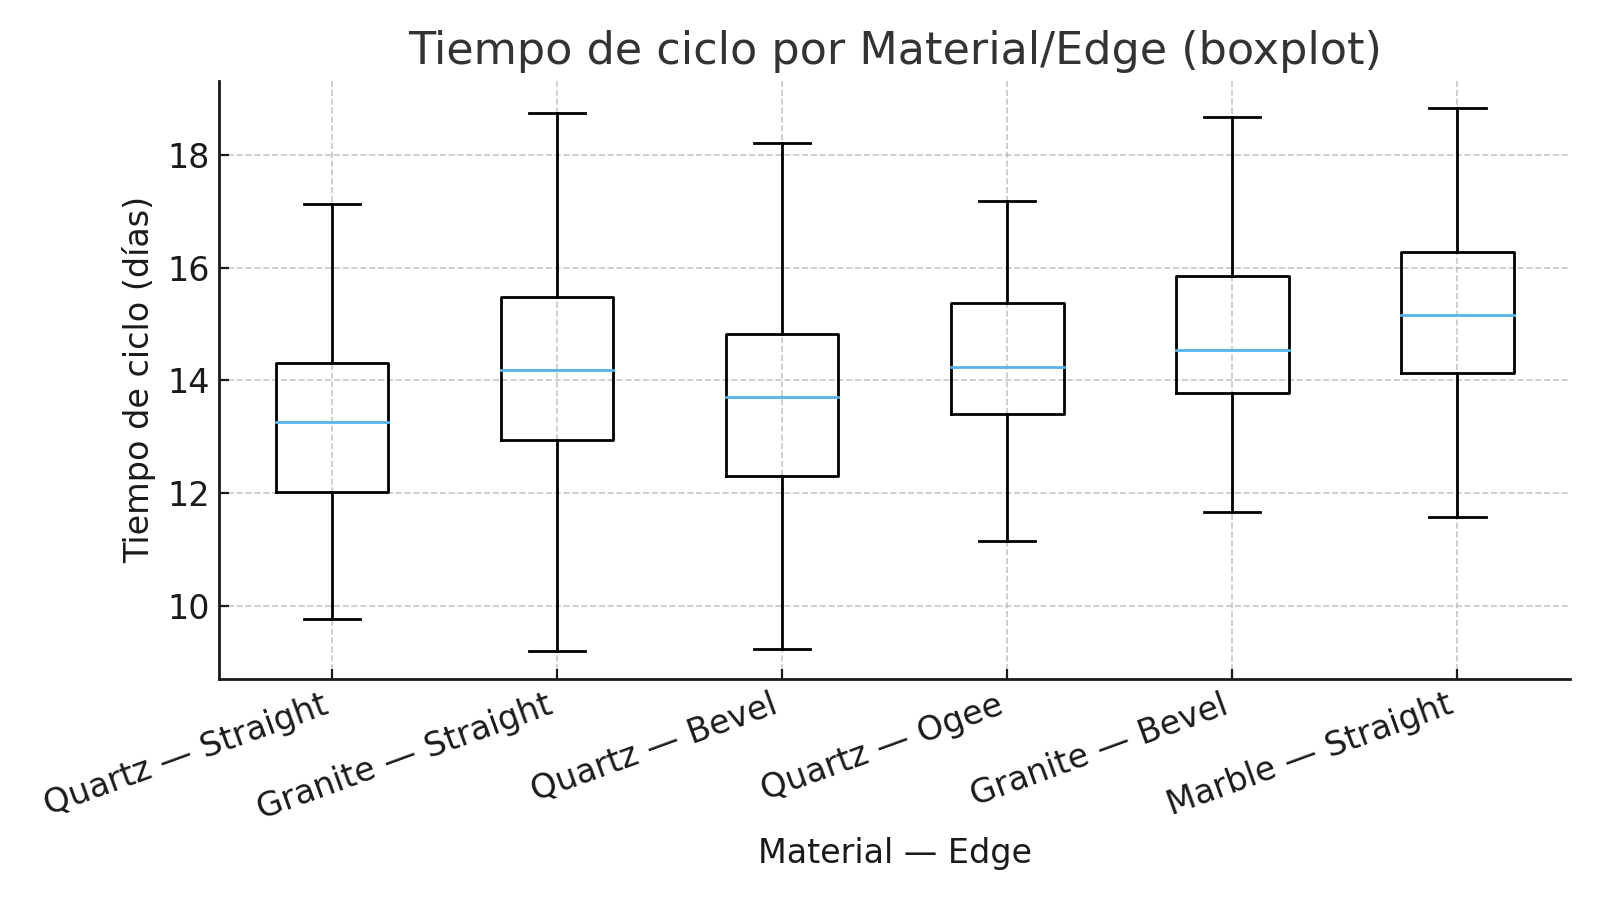 Tiempo de ciclo por Material/Edge (boxplot)
Tiempo de ciclo (días)
18
16
14
12
10
Quartz — Straight
Granite — Straight
Quartz — Bevel
Quartz — Ogee
Granite — Bevel
Marble — Straight
Material — Edge